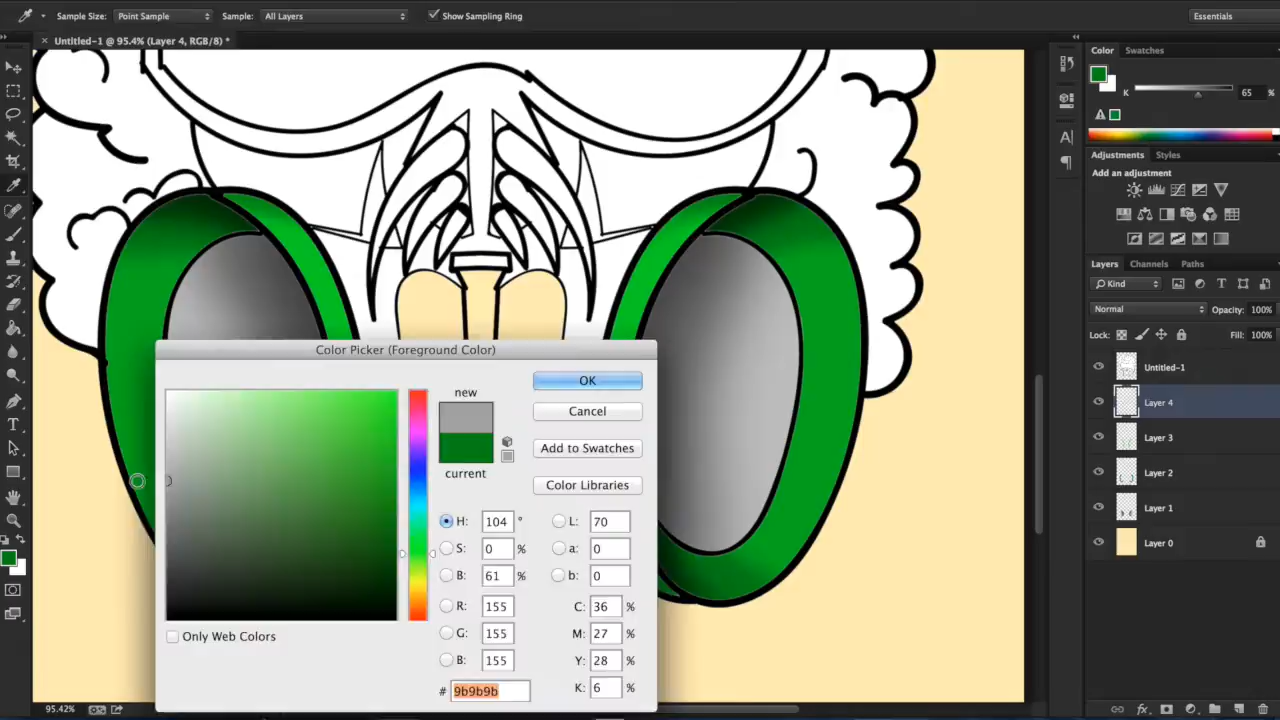 Sample Size: Point Sample Sample: All Layers Show Sampling Ring Essentials
× Untitled-1 @ 95.4% (Layer 4, RGB/8) *
Color Swatches
K 65 %
Adjustments Styles
Add an adjustment
Layers Channels Paths
Kind
Normal Opacity: 100%
Lock: Fill: 100%
Untitled-1
Layer 4
Layer 3
Layer 2
Layer 1
Layer 0
Color Picker (Foreground Color)
new
current
OK
Cancel
Add to Swatches
Color Libraries
H: 104 ° L: 70
S: 0 % a: 0
B: 61 % b: 0
R: 155 C: 36 %
G: 155 M: 27 %
B: 155 Y: 28 %
# 9b9b9b K: 6 %
Only Web Colors
95.42%